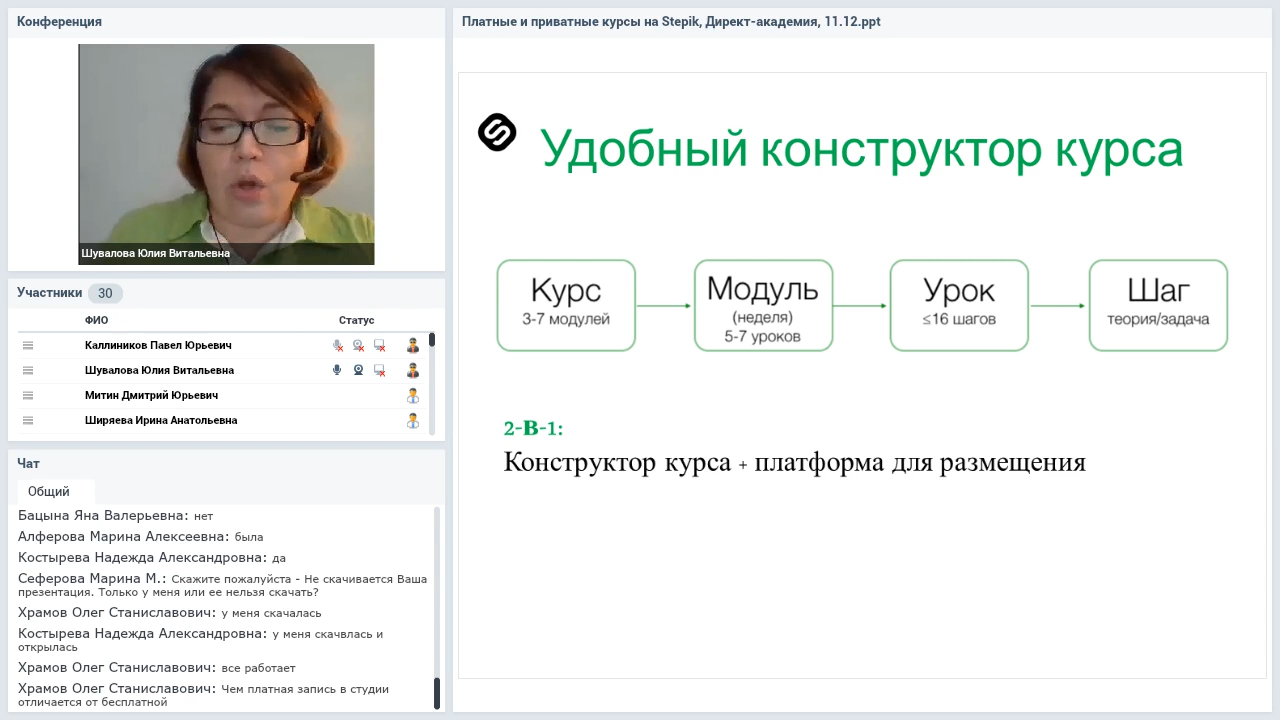 Конференция
Шувалова Юлия Витальевна
Участники 30
ФИО Статус
Каллиников Павел Юрьевич
Шувалова Юлия Витальевна
Митин Дмитрий Юрьевич
Ширяева Ирина Анатольевна
Чат
Общий
Бацына Яна Валерьевна: нет
Алферова Марина Алексеевна: была
Костырева Надежда Александровна: да
Сеферова Марина М.: Скажите пожалуйста - Не скачивается Ваша
презентация. Только у меня или ее нельзя скачать?
Храмов Олег Станиславович: у меня скачалась
Костырева Надежда Александровна: у меня скачвлась и
открылась
Храмов Олег Станиславович: все работает
Храмов Олег Станиславович: Чем платная запись в студии
отличается от бесплатной
Платные и приватные курсы на Stepik, Директ-академия, 11.12.ppt
Удобный конструктор курса
Курс
3-7 модулей
Модуль
(неделя)
5-7 уроков
Урок
≤16 шагов
Шаг
теория/задача
2-в-1:
Конструктор курса + платформа для размещения